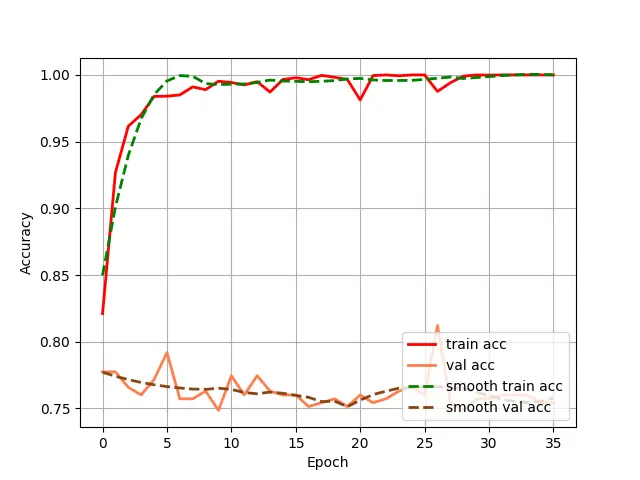 1.00
0.95
0.90
0.85
0.80
0.75
Accuracy
0 5 10 15 20 25 30 35
Epoch
train acc
val acc
smooth train acc
smooth val acc